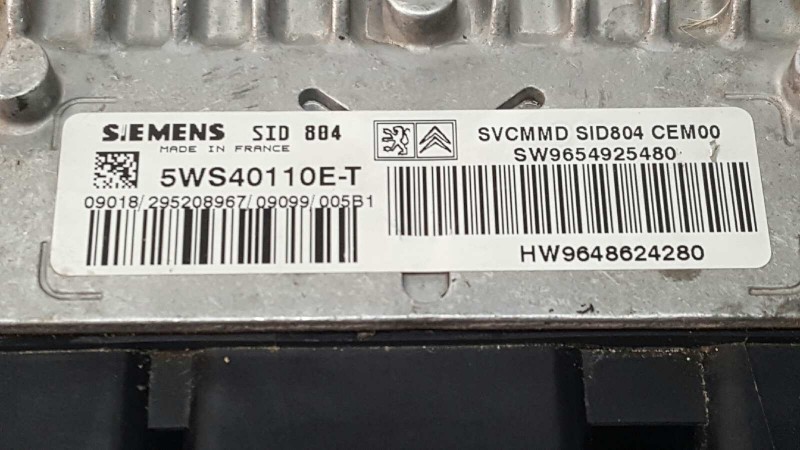 SIEMENS SID 804
MADE IN FRANCE
5WS40110E-T
09018/295208967/09099/005B1
SVCMMD SID804 CEM00
SW9654925480
HW9648624280